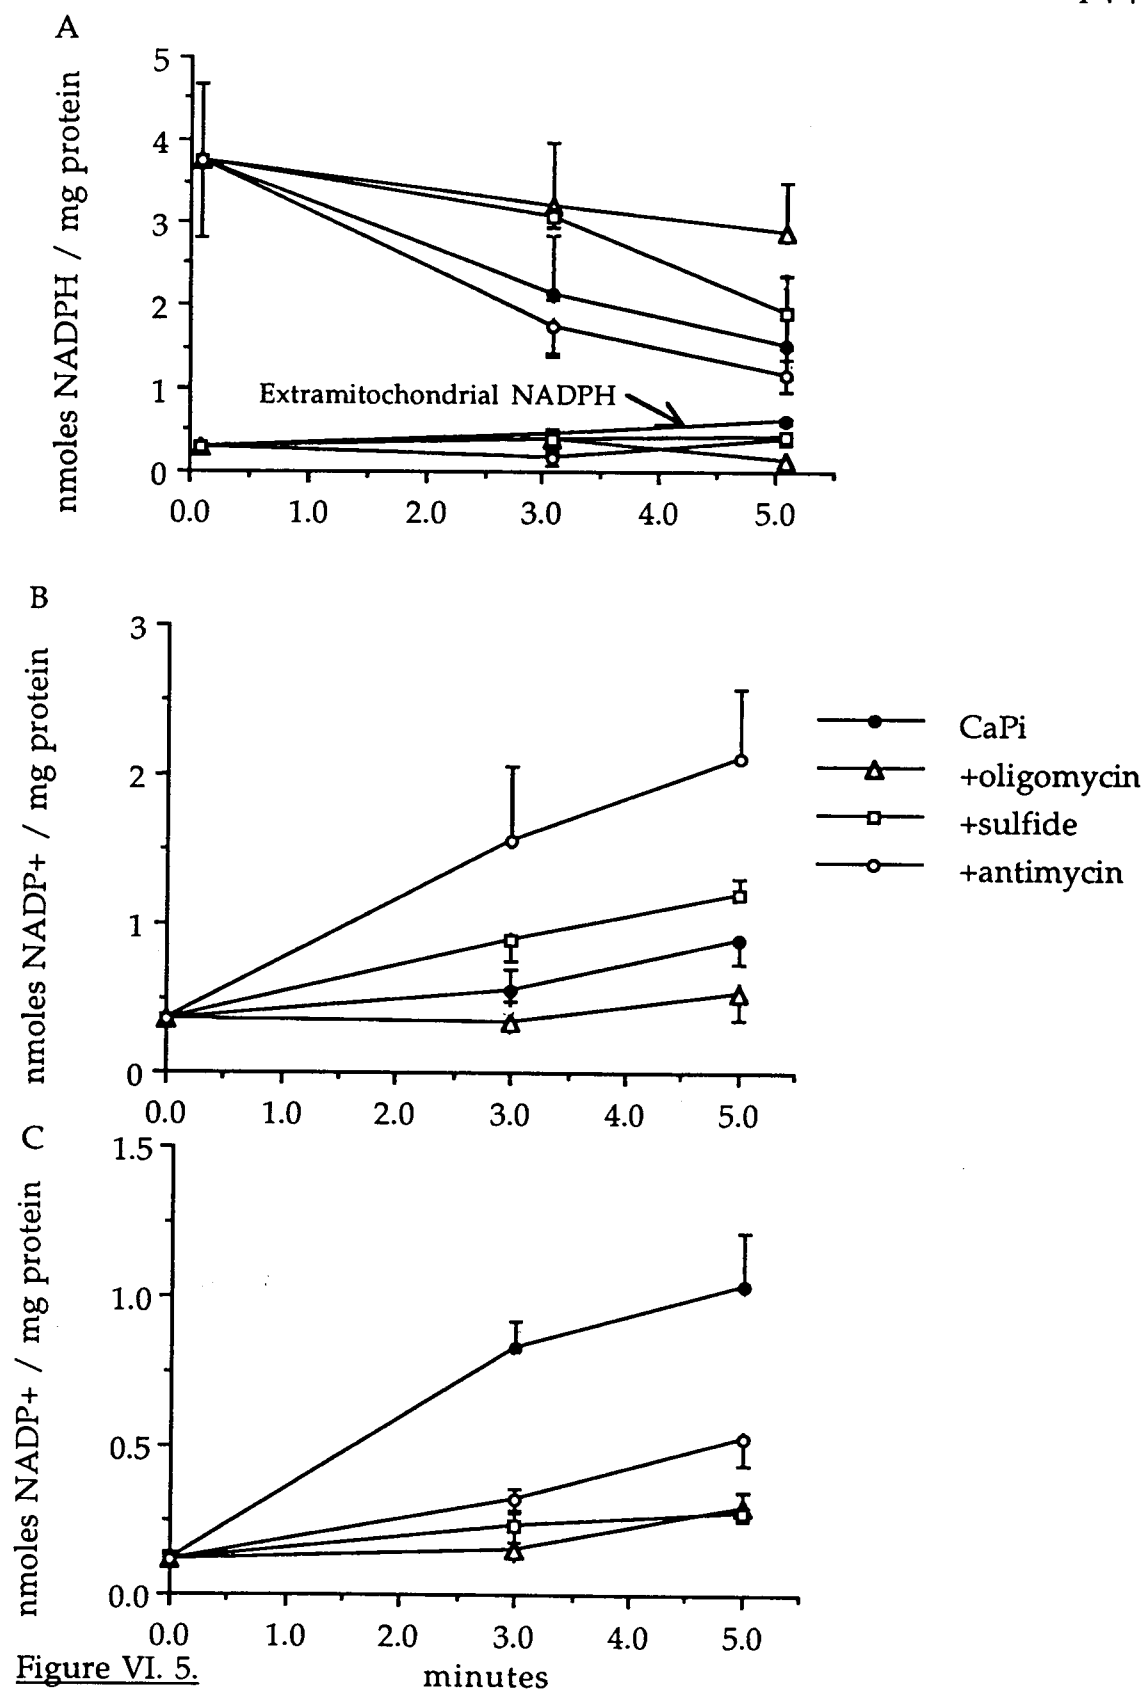 A
nmoles NADPH / mg protein
5
4
3
2
1
0
Extramitochondrial NADPH
0.0 1.0 2.0 3.0 4.0 5.0
B
nmoles NADP+ / mg protein
3
2
1
0
0.0 1.0 2.0 3.0 4.0 5.0
CaPi
+oligomycin
+sulfide
+antimycin
C
nmoles NADP+ / mg protein
1.5
1.0
0.5
0.0
0.0 1.0 2.0 3.0 4.0 5.0
minutes
Figure VI. 5.